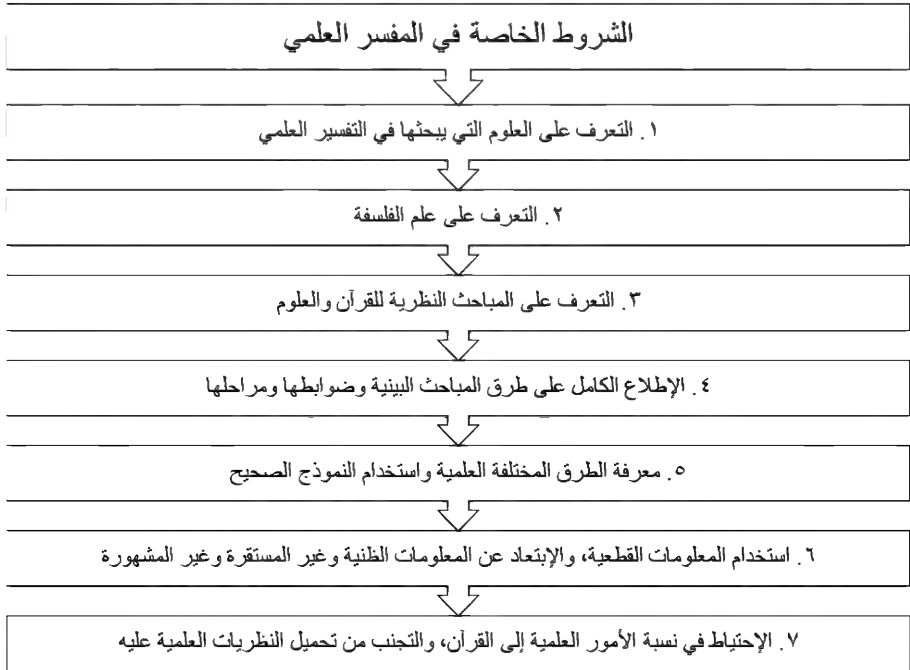 الشروط الخاصة في المفسر العلمي
١. التعرف على العلوم التي يبحثها في التفسير العلمي
٢. التعرف على علم الفلسفة
٣. التعرف على المباحث النظرية للقرآن والعلوم
٤. الإطلاع الكامل على طرق المباحث البينية وضوابطها ومراحلها
٥. معرفة الطرق المختلفة العلمية واستخدام النموذج الصحيح
٦. استخدام المعلومات القطعية، والإبتعاد عن المعلومات الظنية وغير المستقرة وغير المشهورة
٧. الإحتياط في نسبة الأمور العلمية إلى القرآن، والتجنب من تحميل النظريات العلمية عليه